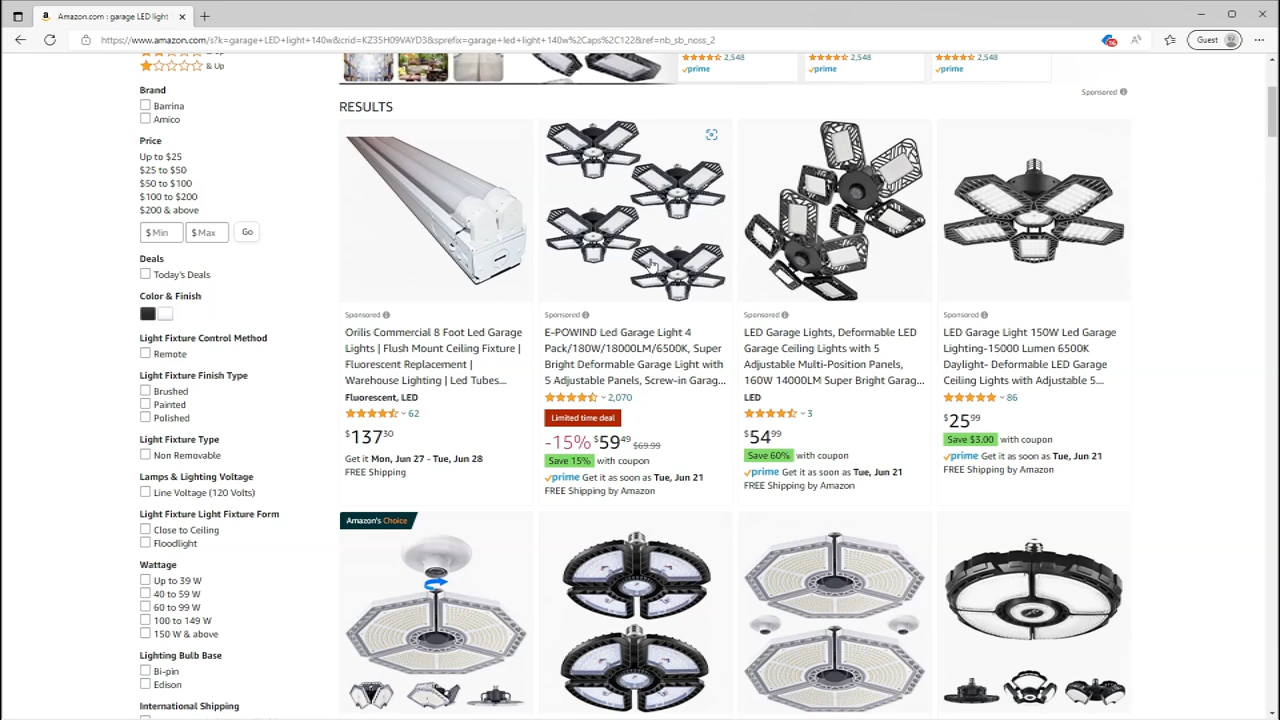 Amazon.com : garage LED light
https://www.amazon.com/s?k=garage+LED+light+140w&crid=KZ35H09VAYD3&sprefix=garage+led+light+140w%2Caps%2C122&ref=nb_sb_noss_2
Guest
& Up
2,548
2,548
2,548
prime
prime
prime
Sponsored
Brand
Barrina
Amico
Price
Up to $25
$25 to $50
$50 to $100
$100 to $200
$200 & above
$ Min
$ Max
Go
Deals
Today's Deals
Color & Finish
Light Fixture Control Method
Remote
Light Fixture Finish Type
Brushed
Painted
Polished
Light Fixture Type
Non Removable
Lamps & Lighting Voltage
Line Voltage (120 Volts)
Light Fixture Light Fixture Form
Close to Ceiling
Floodlight
Wattage
Up to 39 W
40 to 59 W
60 to 99 W
100 to 149 W
150 W & above
Lighting Bulb Base
Bi-pin
Edison
International Shipping
RESULTS
Sponsored
Orilis Commercial 8 Foot Led Garage
Lights | Flush Mount Ceiling Fixture |
Fluorescent Replacement |
Warehouse Lighting | Led Tubes...
Fluorescent, LED
62
$137.30
Get it Mon, Jun 27 - Tue, Jun 28
FREE Shipping
Sponsored
E-POWIND Led Garage Light 4
Pack/180W/18000LM/6500K, Super
Bright Deformable Garage Light with
5 Adjustable Panels, Screw-in Garag...
2,070
Limited time deal
-15% $59.49 $69.99
Save 15% with coupon
prime Get it as soon as Tue, Jun 21
FREE Shipping by Amazon
Sponsored
LED Garage Lights, Deformable LED
Garage Ceiling Lights with 5
Adjustable Multi-Position Panels,
160W 14000LM Super Bright Garag...
LED
3
$54.99
Save 60% with coupon
prime Get it as soon as Tue, Jun 21
FREE Shipping by Amazon
Sponsored
LED Garage Light 150W Led Garage
Lighting-15000 Lumen 6500K
Daylight- Deformable LED Garage
Ceiling Lights with Adjustable 5...
86
$25.99
Save $3.00 with coupon
prime Get it as soon as Tue, Jun 21
FREE Shipping by Amazon
Amazon's Choice